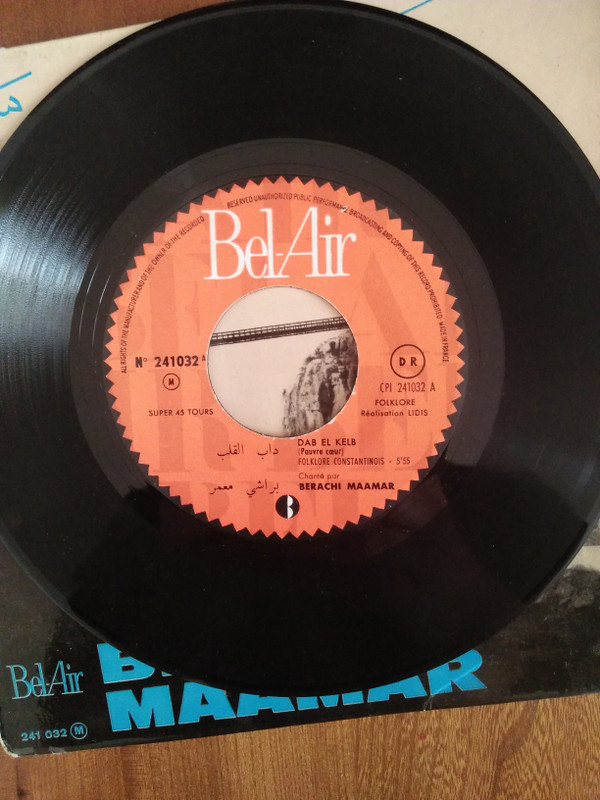 ALL RIGHTS OF THE MANUFACTURER AND OF THE OWNER OF THE RECORDED
RESERVED UNAUTHORIZED PUBLIC PERFORMANCE BROADCASTING AND COPYING OF THIS RECORD PROHIBITED MADE IN FRANCE
Bel-Air
N° 241032 A
M
DR
CPI 241032 A
SUPER 45 TOURS
FOLKLORE
Réalisation LIDIS
داب القلب
DAB EL KELB
(Pauvre cœur)
FOLKLORE CONSTANTINOIS - 5'55
Chanté par
براشي معمر
BERACHI MAAMAR
B
Bel-Air
MAAMAR
241 032 M